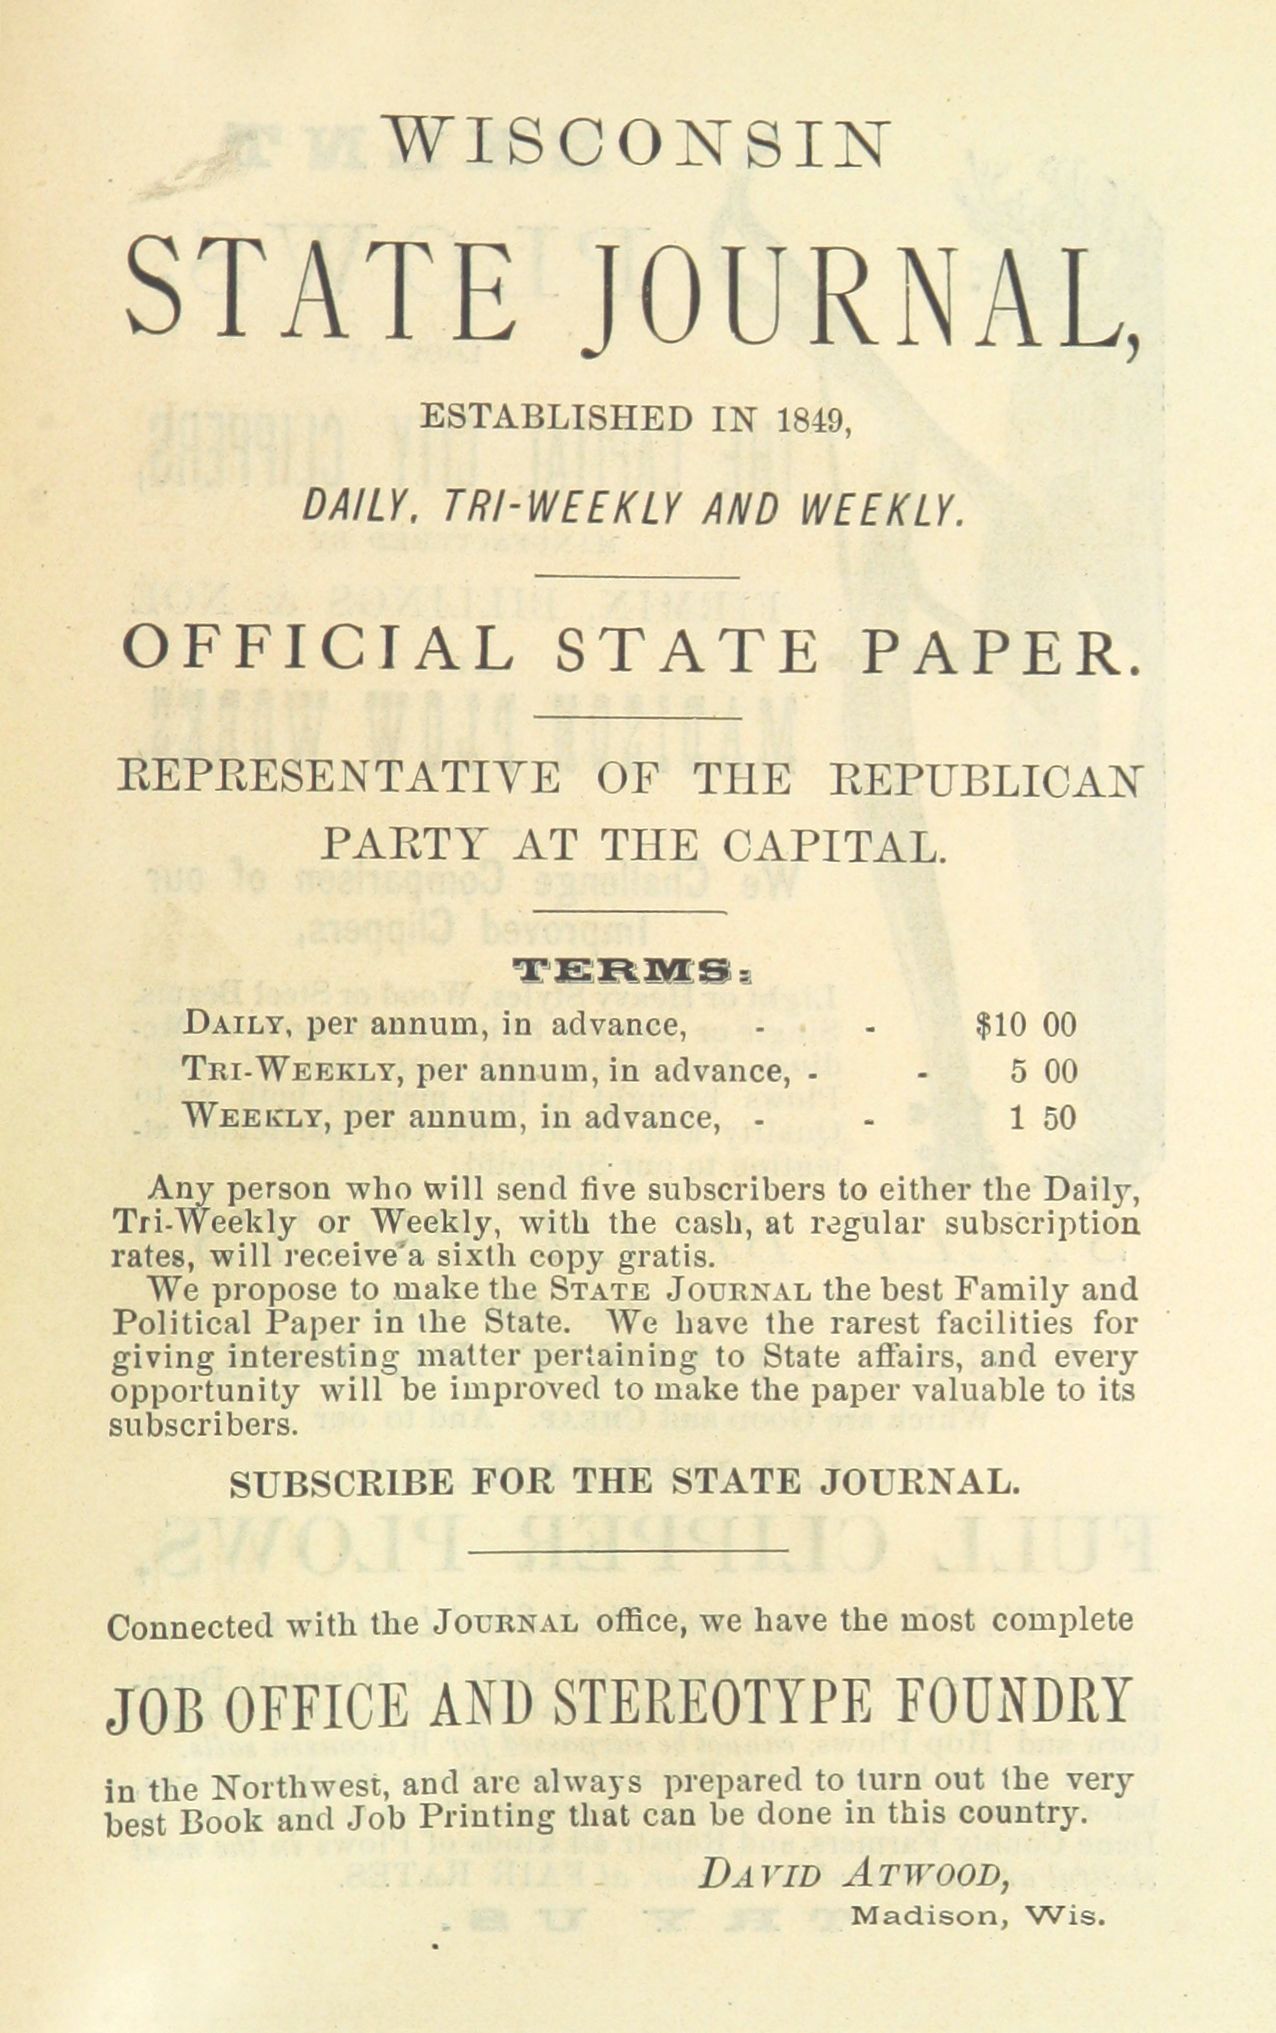 WISCONSIN
STATE JOURNAL,
ESTABLISHED IN 1849,
DAILY, TRI-WEEKLY AND WEEKLY.
OFFICIAL STATE PAPER.
REPRESENTATIVE OF THE REPUBLICAN
PARTY AT THE CAPITAL.
TERMS:
DAILY, per annum, in advance, - - $10 00
TRI-WEEKLY, per annum, in advance, - - 5 00
WEEKLY, per annum, in advance, - - 1 50
Any person who will send five subscribers to either the Daily,
Tri-Weekly or Weekly, with the cash, at regular subscription
rates, will receive a sixth copy gratis.
We propose to make the STATE JOURNAL the best Family and
Political Paper in the State. We have the rarest facilities for
giving interesting matter pertaining to State affairs, and every
opportunity will be improved to make the paper valuable to its
subscribers.
SUBSCRIBE FOR THE STATE JOURNAL.
Connected with the JOURNAL office, we have the most complete
JOB OFFICE AND STEREOTYPE FOUNDRY
in the Northwest, and are always prepared to turn out the very
best Book and Job Printing that can be done in this country.
DAVID ATWOOD,
Madison, Wis.